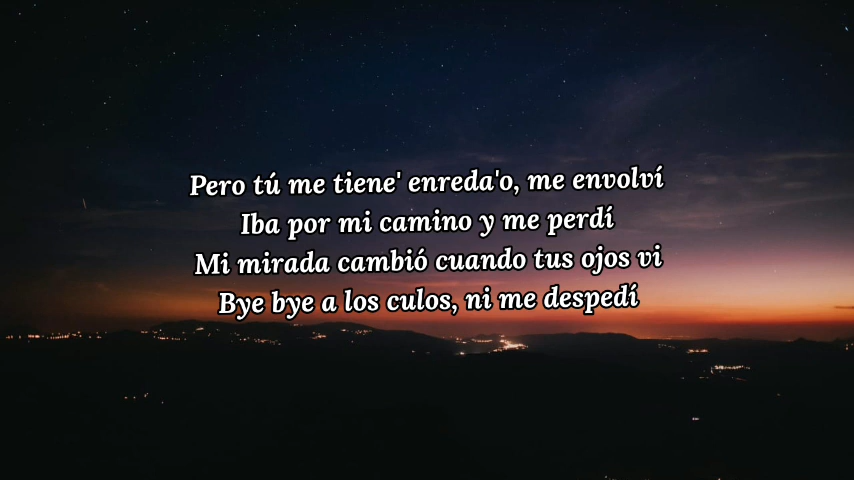 Pero tú me tiene' enreda'o, me envolví
Iba por mi camino y me perdí
Mi mirada cambió cuando tus ojos vi
Bye bye a los culos, ni me despedí